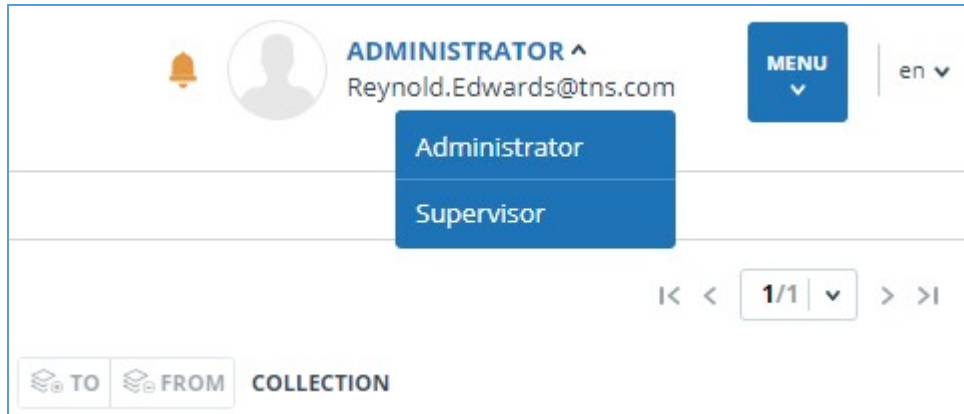 ADMINISTRATOR
Reynold.Edwards@tns.com
MENU
en
Administrator
Supervisor
1/1
TO FROM COLLECTION